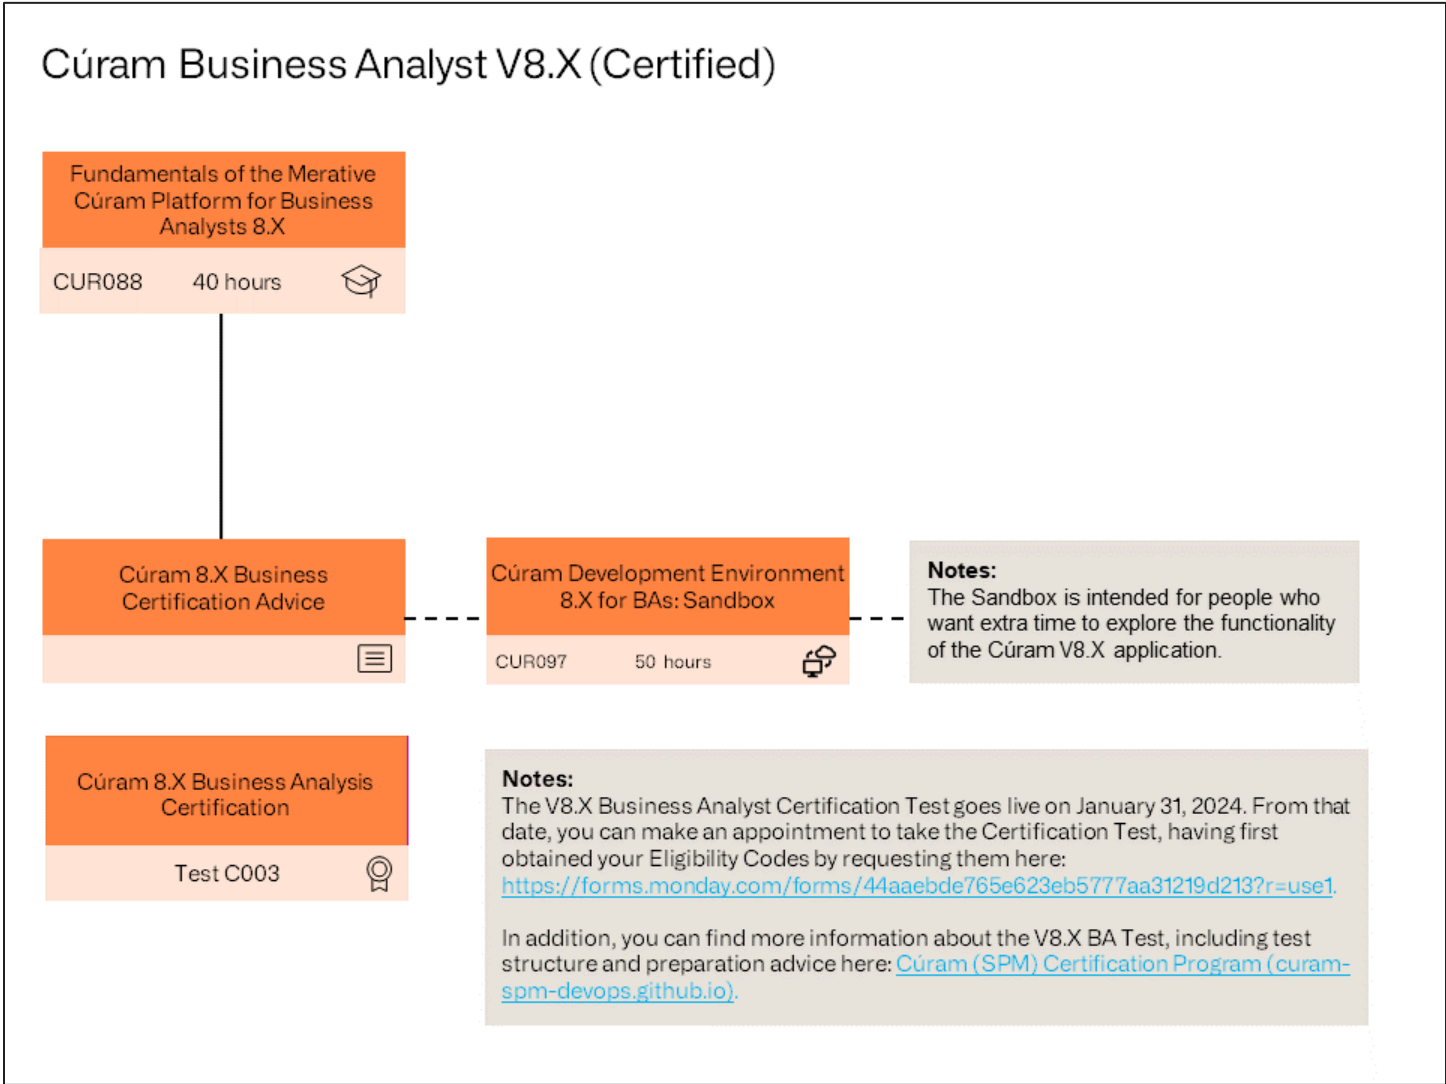 Cúram Business Analyst V8.X (Certified)
Fundamentals of the Merative
Cúram Platform for Business
Analysts 8.X
CUR088 40 hours
Cúram 8.X Business
Certification Advice
Cúram Development Environment
8.X for BAs: Sandbox
CUR097 50 hours
Notes:
The Sandbox is intended for people who
want extra time to explore the functionality
of the Cúram V8.X application.
Cúram 8.X Business Analysis
Certification
Test C003
Notes:
The V8.X Business Analyst Certification Test goes live on January 31, 2024. From that
date, you can make an appointment to take the Certification Test, having first
obtained your Eligibility Codes by requesting them here:
https://forms.monday.com/forms/44aaebde765e623eb5777aa31219d213?r=use1.
In addition, you can find more information about the V8.X BA Test, including test
structure and preparation advice here: Cúram (SPM) Certification Program (curam-
spm-devops.github.io).